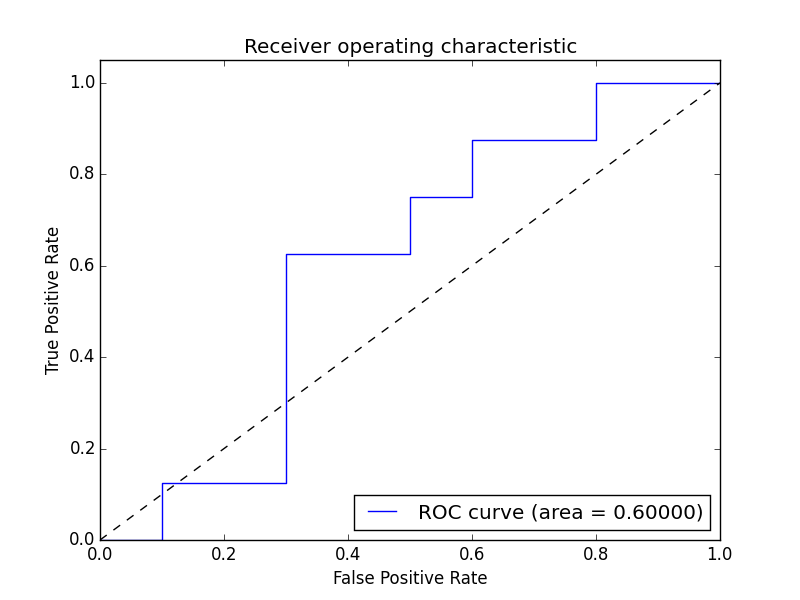 Receiver operating characteristic
1.0
0.8
0.6
0.4
0.2
0.0
True Positive Rate
ROC curve (area = 0.60000)
0.0 0.2 0.4 0.6 0.8 1.0
False Positive Rate